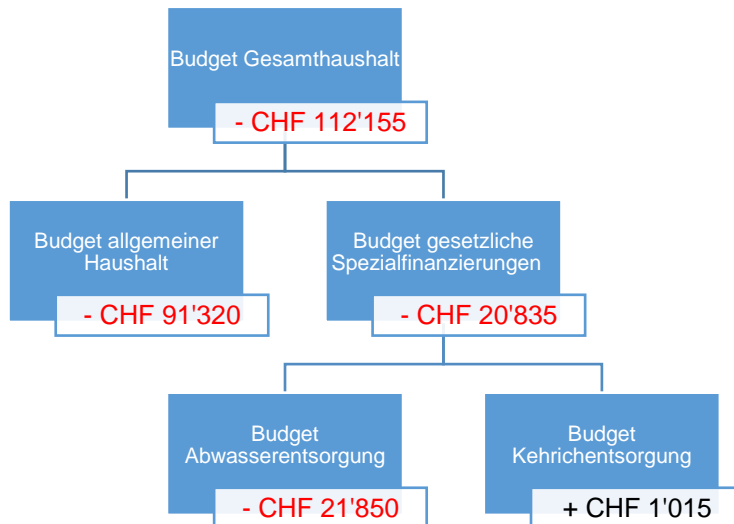 Budget Gesamthaushalt
- CHF 112'155
Budget allgemeiner
Haushalt
- CHF 91'320
Budget gesetzliche
Spezialfinanzierungen
- CHF 20'835
Budget
Abwasserentsorgung
- CHF 21'850
Budget
Kehrichentsorgung
+ CHF 1'015